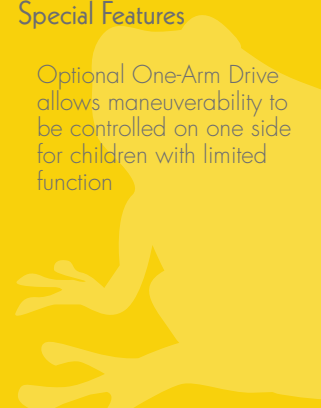 Special Features
Optional One-Arm Drive
allows maneuverability to
be controlled on one side
for children with limited
function